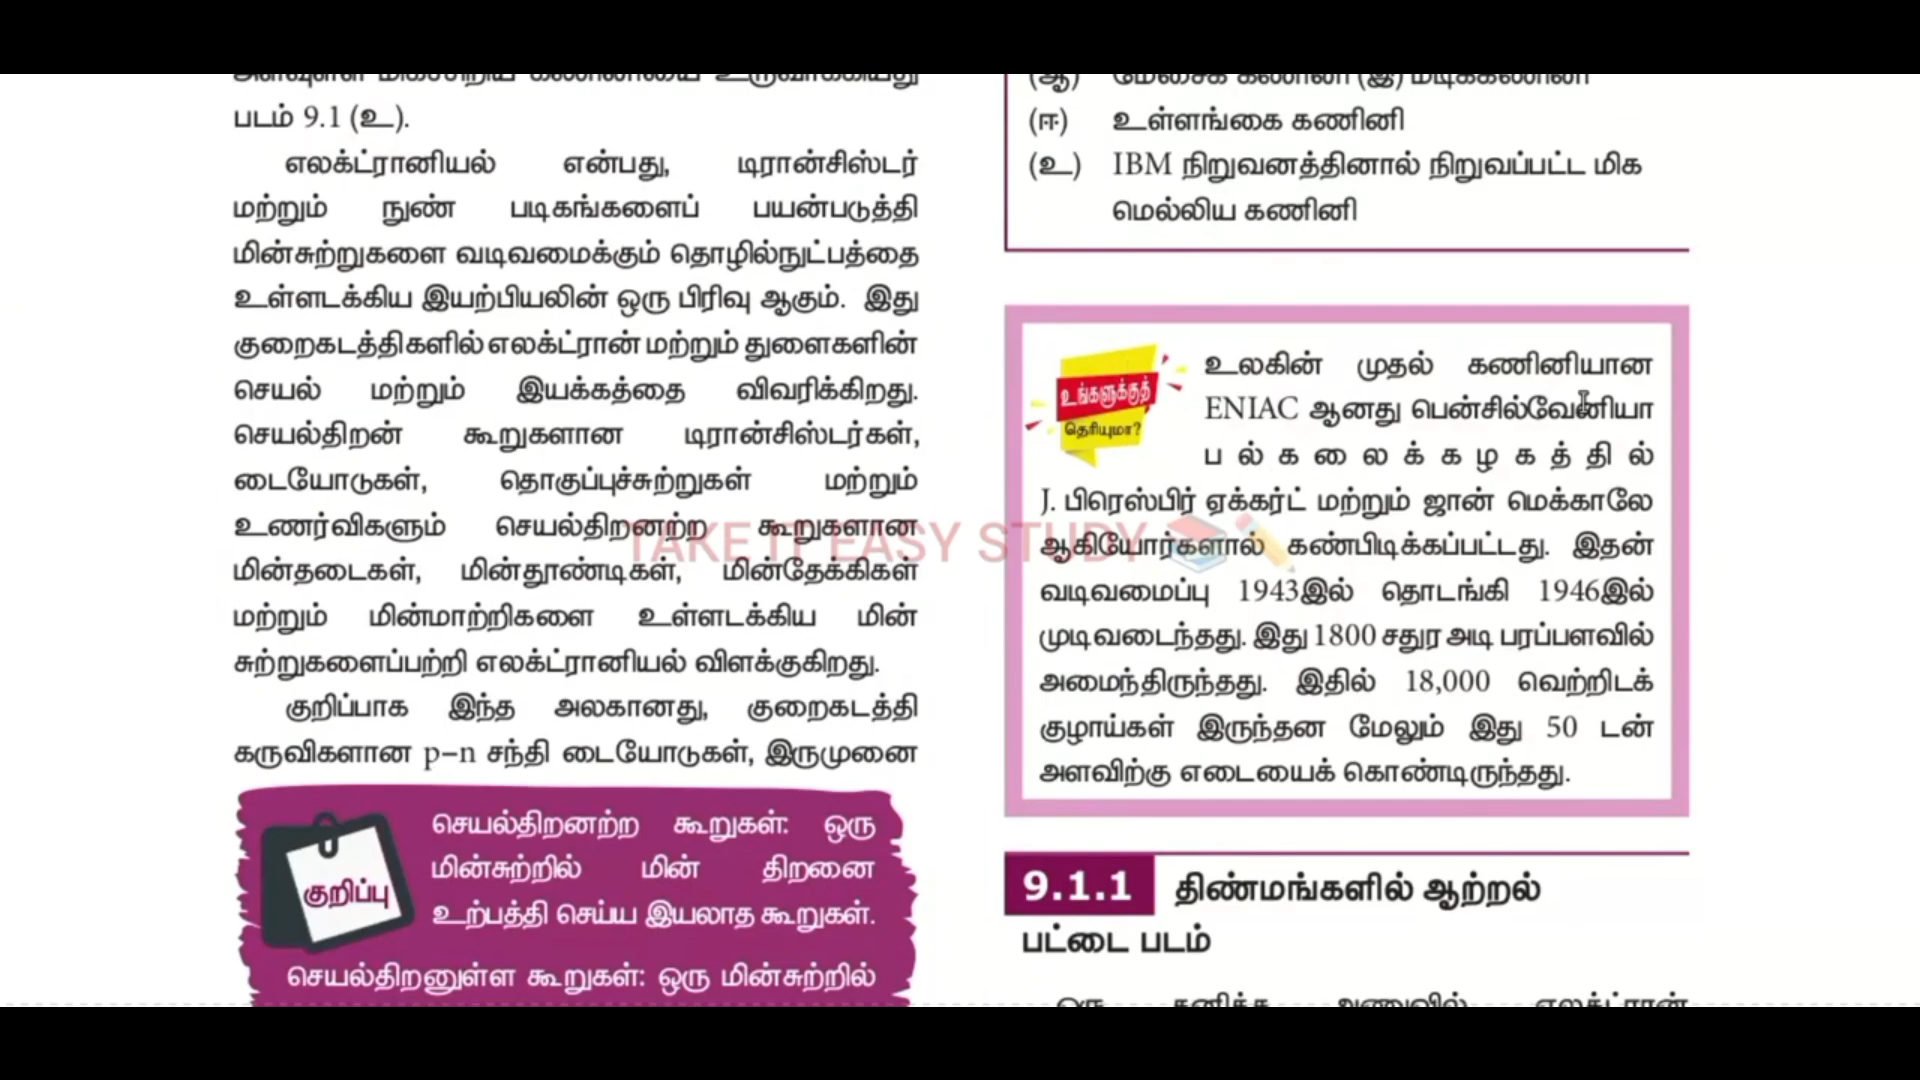 படம் 9.1 (உ).
எலக்ட்ரானியல் என்பது, டிரான்சிஸ்டர்
மற்றும் நுண் படிகங்களைப் பயன்படுத்தி
மின்சுற்றுகளை வடிவமைக்கும் தொழில்நுட்பத்தை
உள்ளடக்கிய இயற்பியலின் ஒரு பிரிவு ஆகும். இது
குறைகடத்திகளில் எலக்ட்ரான் மற்றும் துளைகளின்
செயல் மற்றும் இயக்கத்தை விவரிக்கிறது.
செயல்திறன் கூறுகளான டிரான்சிஸ்டர்கள்,
டையோடுகள், தொகுப்புச்சுற்றுகள் மற்றும்
உணர்விகளும் செயல்திறனற்ற கூறுகளான
மின்தடைகள், மின்தூண்டிகள், மின்தேக்கிகள்
மற்றும் மின்மாற்றிகளை உள்ளடக்கிய மின்
சுற்றுகளைப்பற்றி எலக்ட்ரானியல் விளக்குகிறது.
குறிப்பாக இந்த அலகானது, குறைகடத்தி
கருவிகளான p–n சந்தி டையோடுகள், இருமுனை
குறிப்பு
செயல்திறனற்ற கூறுகள்: ஒரு
மின்சுற்றில் மின் திறனை
உற்பத்தி செய்ய இயலாத கூறுகள்.
செயல்திறனுள்ள கூறுகள்: ஒரு மின்சுற்றில்
(ஆ) மேசைக் கணினி (இ) மடிக்கணினி
(ஈ) உள்ளங்கை கணினி
(உ) IBM நிறுவனத்தினால் நிறுவப்பட்ட மிக
மெல்லிய கணினி
உங்களுக்குத்
தெரியுமா?
உலகின் முதல் கணினியான
ENIAC ஆனது பென்சில்வேனியா
பல்கலைக்கழகத்தில்
J. பிரெஸ்பிர் ஏக்கர்ட் மற்றும் ஜான் மெக்காலே
ஆகியோர்களால் கண்பிடிக்கப்பட்டது. இதன்
வடிவமைப்பு 1943இல் தொடங்கி 1946இல்
முடிவடைந்தது. இது 1800 சதுர அடி பரப்பளவில்
அமைந்திருந்தது. இதில் 18,000 வெற்றிடக்
குழாய்கள் இருந்தன மேலும் இது 50 டன்
அளவிற்கு எடையைக் கொண்டிருந்தது.
9.1.1 திண்மங்களில் ஆற்றல்
பட்டை படம்
TAKE IT EASY STUDY